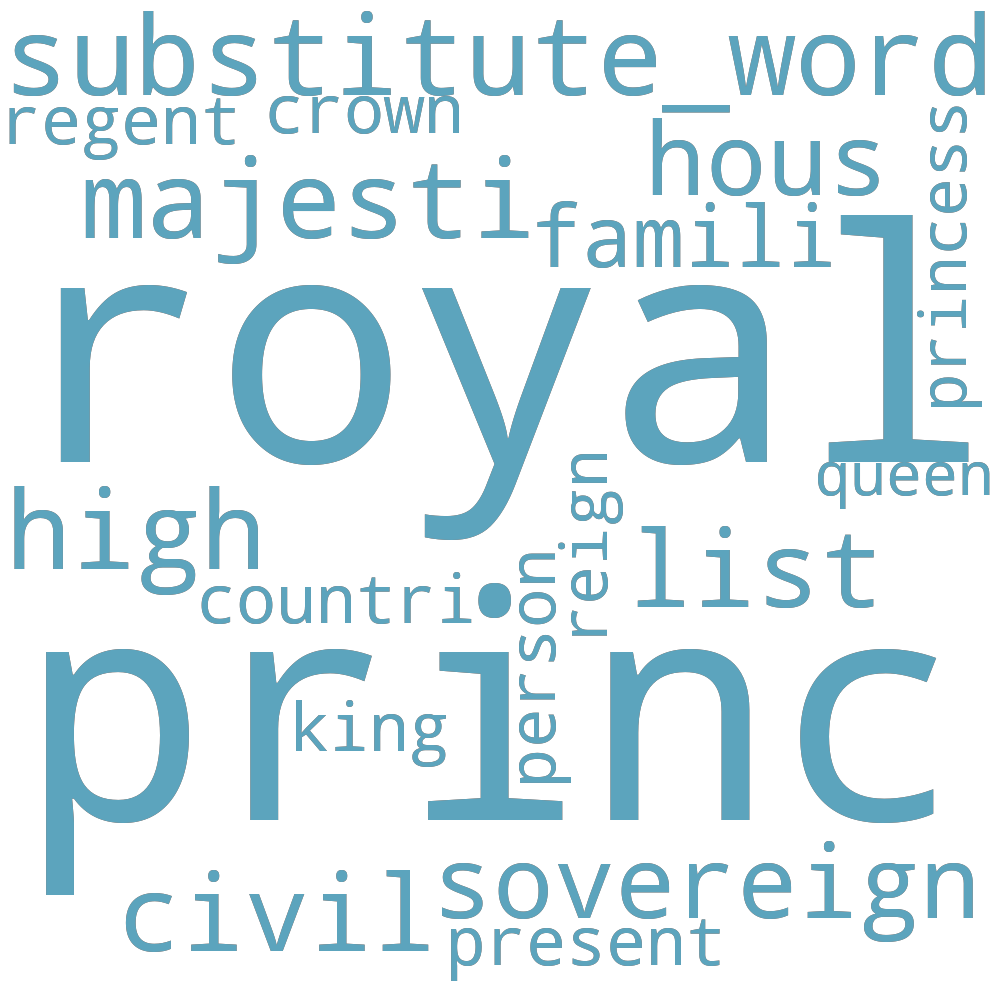 substitute_word
regent crown
hous
princess
majesti
famili
royal
queen
high
reign
list
countri
person
princ
king
sovereign
civil
present